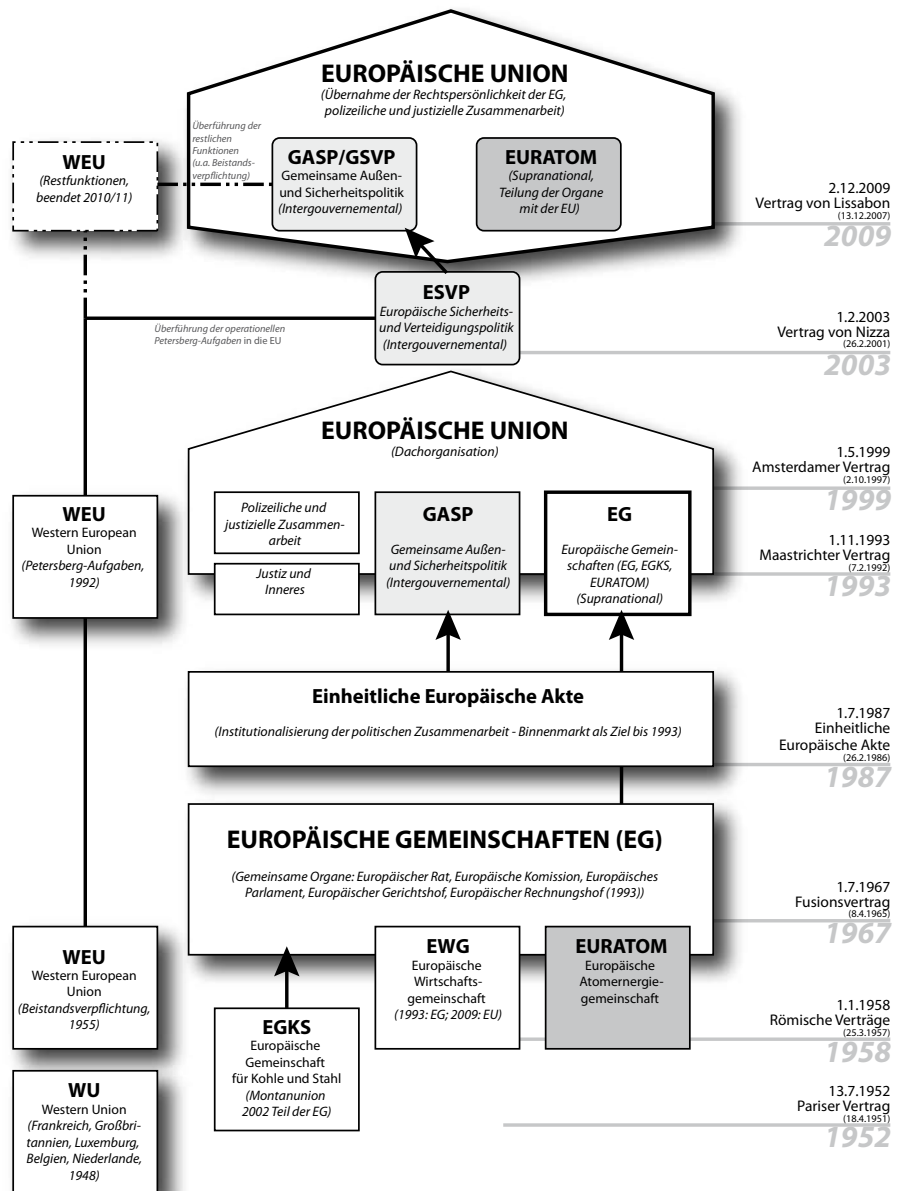 EUROPÄISCHE UNION
(Übernahme der Rechtspersönlichkeit der EG,
polizeiliche und justizielle Zusammenarbeit)
Überführung der
restlichen
Funktionen
(u.a. Beistands-
verpflichtung)
WEU
(Restfunktionen,
beendet 2010/11)
GASP/GSVP
Gemeinsame Außen-
und Sicherheitspolitik
(Intergouvernemental)
EURATOM
(Supranational,
Teilung der Organe
mit der EU)
2.12.2009
Vertrag von Lissabon
(13.12.2007)
2009
ESVP
Europäische Sicherheits-
und Verteidigungspolitik
(Intergouvernemental)
Überführung der operationellen
Petersberg-Aufgaben in die EU
1.2.2003
Vertrag von Nizza
(26.2.2001)
2003
EUROPÄISCHE UNION
(Dachorganisation)
1.5.1999
Amsterdamer Vertrag
(2.10.1997)
1999
WEU
Western European
Union
(Petersberg-Aufgaben,
1992)
Polizeiliche und
justizielle Zusammen-
arbeit
Justiz und
Inneres
GASP
Gemeinsame Außen-
und Sicherheitspolitik
(Intergouvernemental)
EG
Europäische Gemein-
schaften (EG, EGKS,
EURATOM)
(Supranational)
1.11.1993
Maastrichter Vertrag
(7.2.1992)
1993
Einheitliche Europäische Akte
(Institutionalisierung der politischen Zusammenarbeit - Binnenmarkt als Ziel bis 1993)
1.7.1987
Einheitliche
Europäische Akte
(26.2.1986)
1987
EUROPÄISCHE GEMEINSCHAFTEN (EG)
(Gemeinsame Organe: Europäischer Rat, Europäische Komission, Europäisches
Parlament, Europäischer Gerichtshof, Europäischer Rechnungshof (1993))
1.7.1967
Fusionsvertrag
(8.4.1965)
1967
WEU
Western European
Union
(Beistandsverpflichtung,
1955)
EWG
Europäische
Wirtschafts-
gemeinschaft
(1993: EG; 2009: EU)
EURATOM
Europäische
Atomernergie-
gemeinschaft
1.1.1958
Römische Verträge
(25.3.1957)
1958
EGKS
Europäische
Gemeinschaft
für Kohle und Stahl
(Montanunion
2002 Teil der EG)
WU
Western Union
(Frankreich, Großbri-
tannien, Luxemburg,
Belgien, Niederlande,
1948)
13.7.1952
Pariser Vertrag
(18.4.1951)
1952